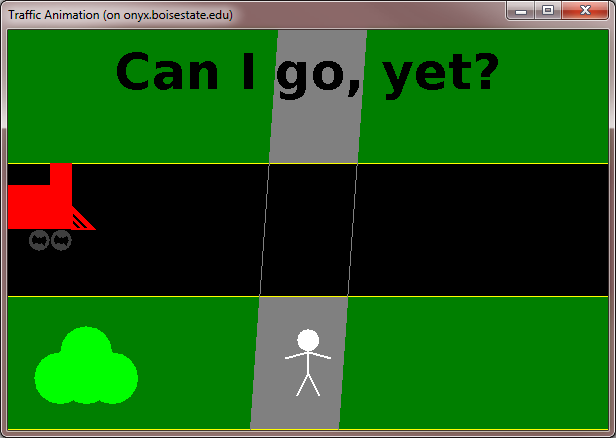 Traffic Animation (on onyx.boisestate.edu)
Can I go, yet?